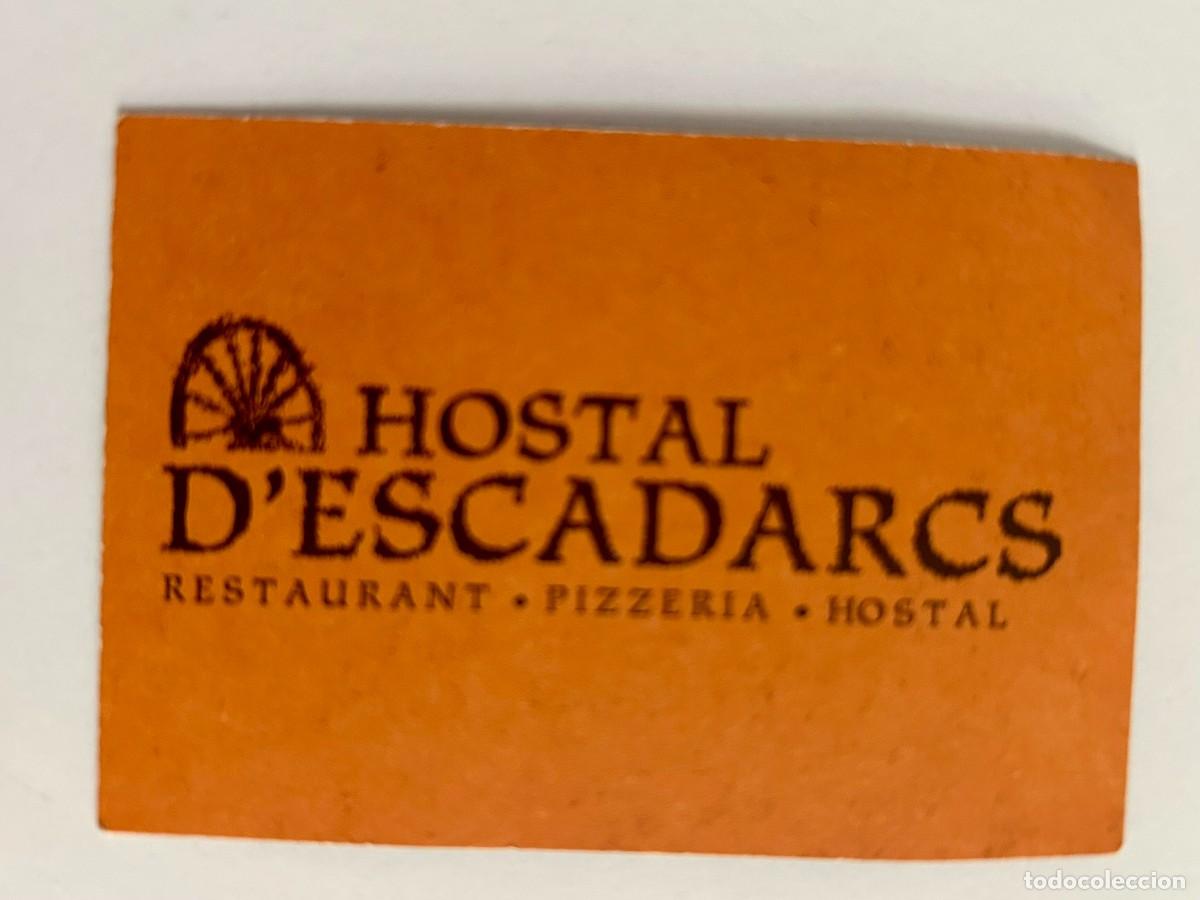 HOSTAL
D'ESCADARCS
RESTAURANT • PIZZERIA • HOSTAL
todocoleccion